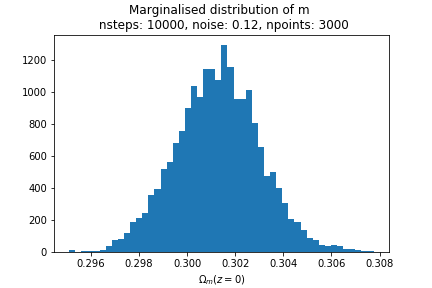 Marginalised distribution of m
nsteps: 10000, noise: 0.12, npoints: 3000
1200
1000
800
600
400
200
0
0.296 0.298 0.300 0.302 0.304 0.306 0.308
Ωm(z = 0)